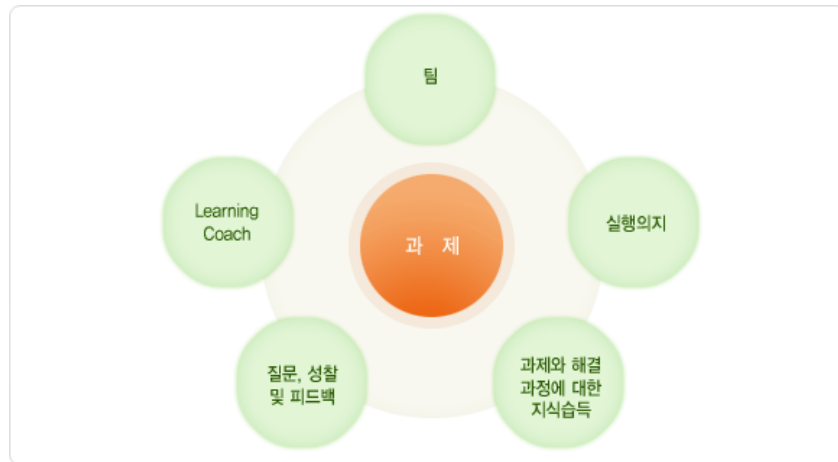 팀
Learning
Coach
실행의지
과 제
질문, 성찰
및 피드백
과제와 해결
과정에 대한
지식습득